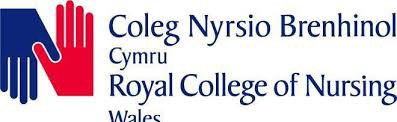 Coleg Nyrsio Brenhinol
Cymru
Royal College of Nursing
Wales